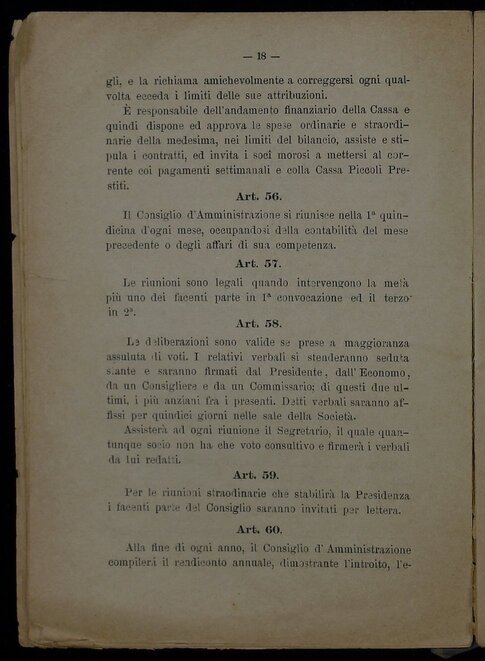 — 18 —
gli, e la richiama amichevolmente a correggersi ogni qual-
volta ecceda i limiti delle sue attribuzioni.
È responsabile dell'andamento finanziario della Cassa e
quindi dispone ed approva le spese ordinarie e straordi-
narie della medesima, nei limiti del bilancio, assiste e sti-
pula i contratti, ed invita i soci morosi a mettersi al cor-
rente coi pagamenti settimanali e colla Cassa Piccoli Pre-
stiti.
Art. 56.
Il Consiglio d'Amministrazione si riunisce nella 1ª quin-
dicina d'ogni mese, occupandosi della contabilità del mese
precedente o degli affari di sua competenza.
Art. 57.
Le riunioni sono legali quando intervengono la metà
più uno dei facenti parte in 1ª convocazione ed il terzo
in 2ª.
Art. 58.
Le deliberazioni sono valide se prese a maggioranza
assoluta di voti. I relativi verbali si stenderanno seduta
stante e saranno firmati dal Presidente, dall'Economo,
da un Consigliere e da un Commissario; di questi due ul-
timi, i più anziani fra i presenti. Detti verbali saranno af-
fissi per quindici giorni nelle sale della Società.
Assisterà ad ogni riunione il Segretario, il quale quan-
tunque socio non ha che voto consultivo e firmerà i verbali
da lui redatti.
Art. 59.
Per le riunioni straodinarie che stabilirà la Presidenza
i facenti parte del Consiglio saranno invitati per lettera.
Art. 60.
Alla fine di ogni anno, il Consiglio d'Amministrazione
compilerà il rendiconto annuale, dimostrante l'introito, l'e-